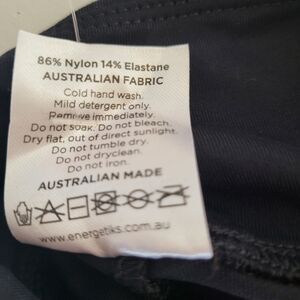 86% Nylon 14% Elastane
AUSTRALIAN FABRIC
Cold hand wash.
Mild detergent only.
Remove immediately.
Do not soak. Do not bleach.
Dry flat, out of direct sunlight.
Do not tumble dry.
Do not dryclean.
Do not iron.
AUSTRALIAN MADE
www.energetiks.com.au